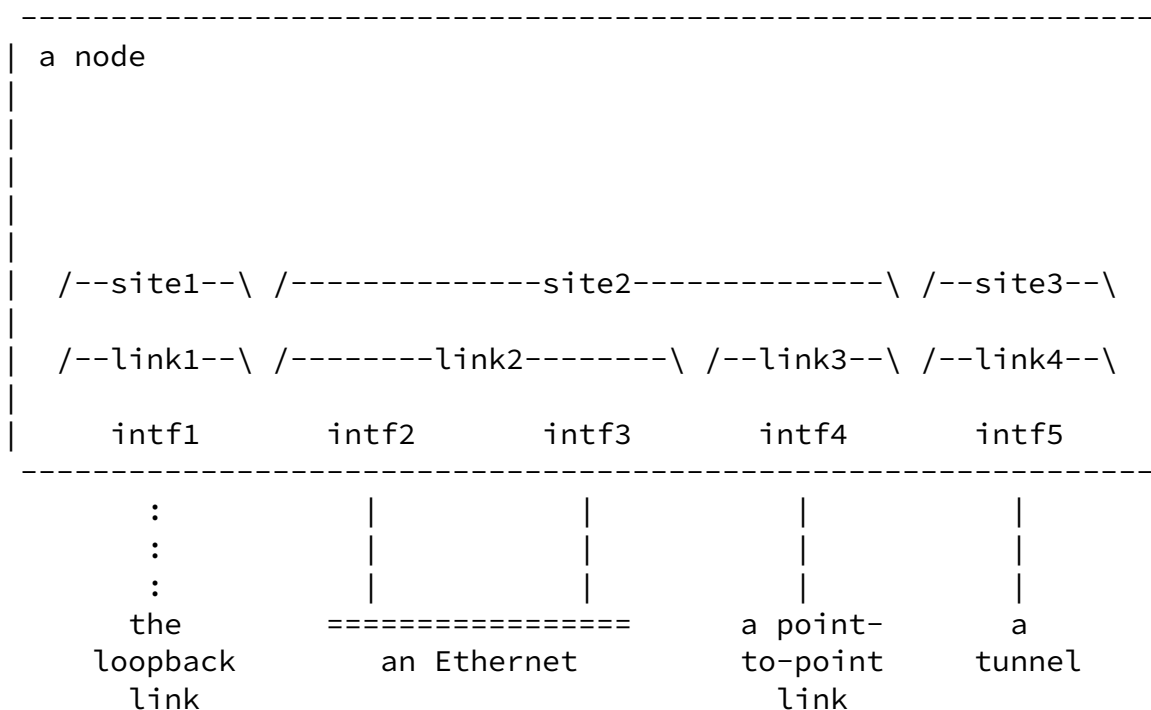 a node
/--site1--\ /--------------site2--------------\ /--site3--\
/--link1--\ /--------link2--------\ /--link3--\ /--link4--\
intf1 intf2 intf3 intf4 intf5
the ================= a point- a
loopback an Ethernet to-point tunnel
link link